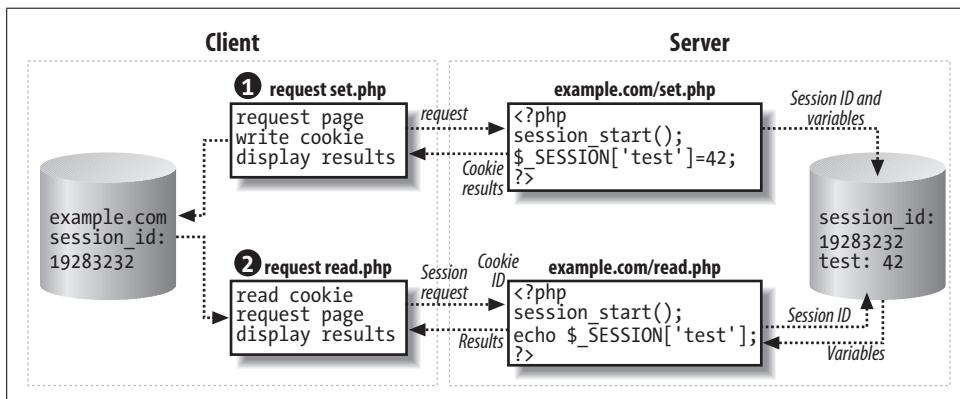 Client
Server
1 request set.php
request page
write cookie
display results
request
Cookie
results
example.com/set.php
<?php
session_start();
$_SESSION['test']=42;
?>
Session ID and
variables
example.com
session_id:
19283232
session_id:
19283232
test: 42
2 request read.php
read cookie
request page
display results
Session
request
Cookie
ID
Results
example.com/read.php
<?php
session_start();
echo $_SESSION['test'];
?>
Session ID
Variables